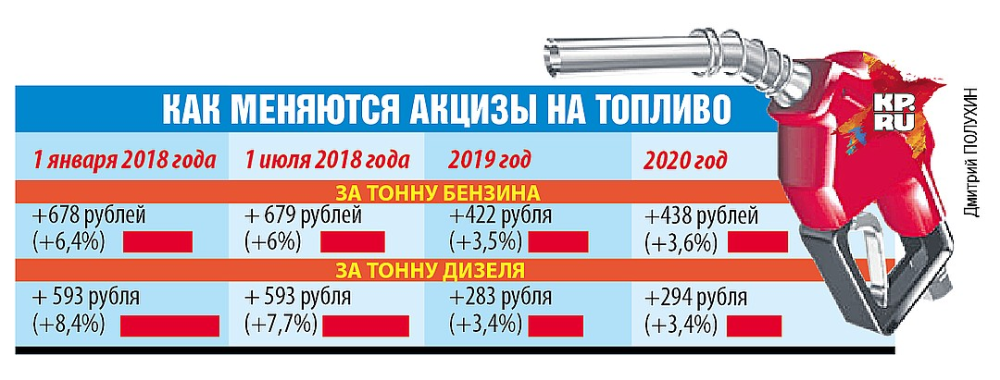 КАК МЕНЯЮТСЯ АКЦИЗЫ НА ТОПЛИВО
KP.
RU
1 января 2018 года 1 июля 2018 года 2019 год 2020 год
ЗА ТОННУ БЕНЗИНА
+678 рублей + 679 рублей +422 рубля +438 рублей
(+6,4%) (+6%) (+3,5%) (+3,6%)
ЗА ТОННУ ДИЗЕЛЯ
+ 593 рубля + 593 рубля +283 рубля +294 рубля
(+8,4%) (+7,7%) (+3,4%) (+3,4%)
Дмитрий ПОЛУХИН